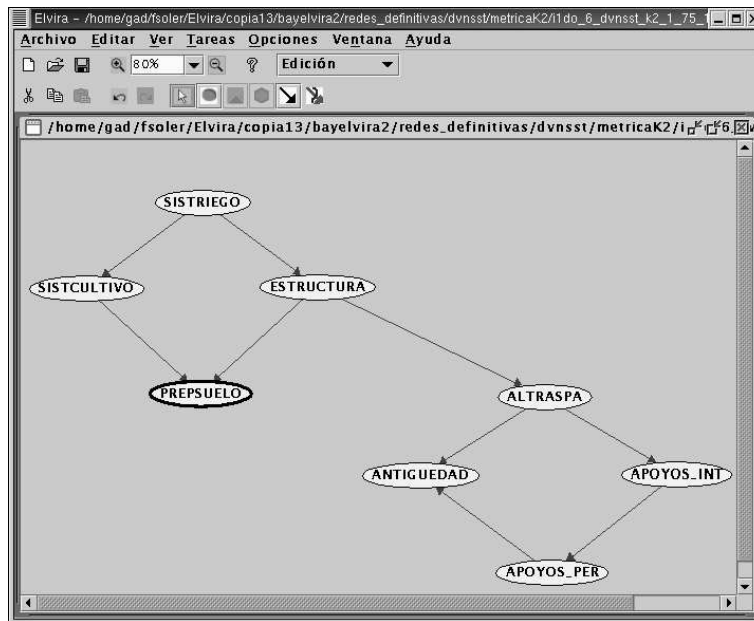 Elvira - /home/gad/fsoler/Elvira/copia13/bayelvira2/redes_definitivas/dvnsst/metricaK2/i1do_6_dvnsst_k2_1_75_1
Archivo Editar Ver Tareas Opciones Ventana Ayuda
80% Edición
/home/gad/fsoler/Elvira/copia13/bayelvira2/redes_definitivas/dvnsst/metricaK2/i
SISTRIEGO
SISTCULTIVO ESTRUCTURA
PREPSUELO ALTRASPA
ANTIGUEDAD APOYOS_INT
APOYOS_PER